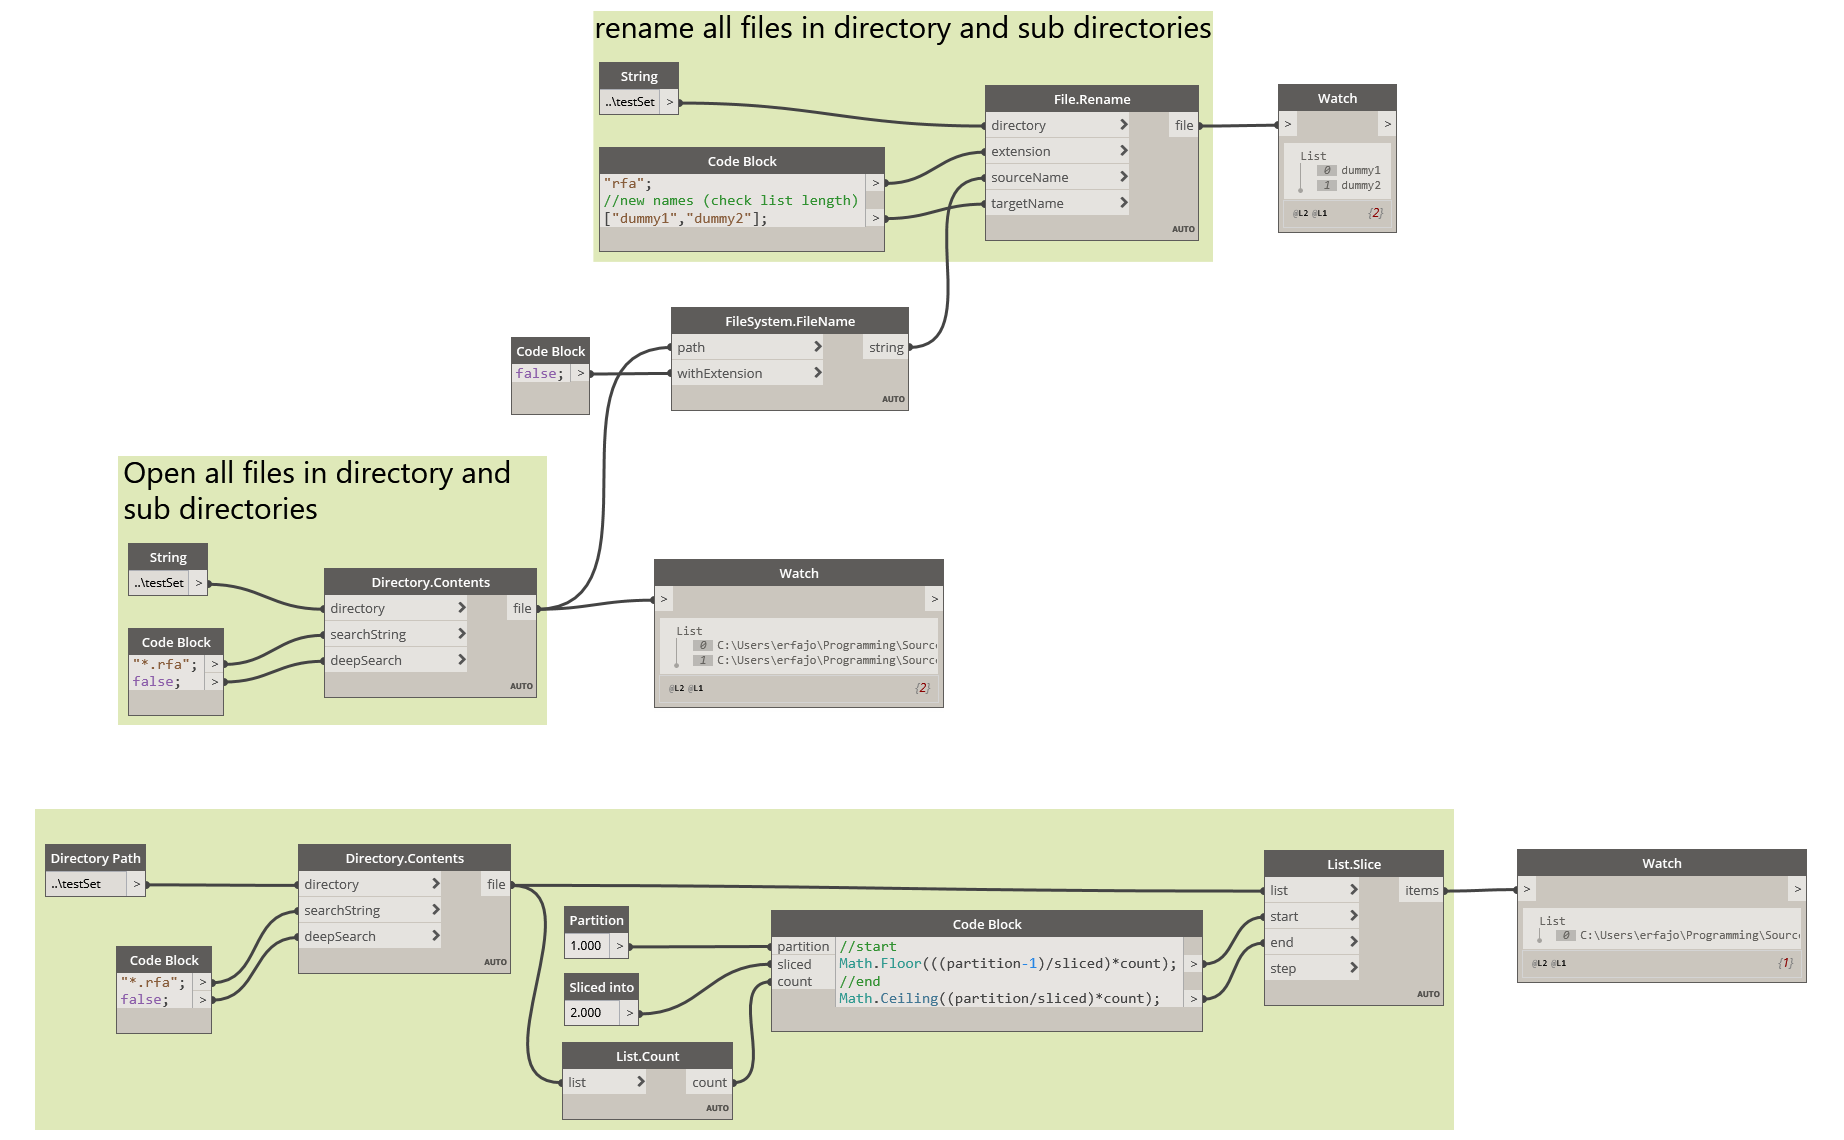 rename all files in directory and sub directories
String
..\testSet >
Code Block
"rfa"; >
//new names (check list length)
["dummy1","dummy2"]; >
File.Rename
directory file
extension
sourceName
targetName
AUTO
Watch
> >
List
0 dummy1
1 dummy2
@L2 @L1 {2}
Code Block
false; >
FileSystem.FileName
path string
withExtension
AUTO
Open all files in directory and
sub directories
String
..\testSet >
Code Block
"*.rfa"; >
false; >
Directory.Contents
directory file
searchString
deepSearch
AUTO
Watch
> >
List
0 C:\Users\erfajo\Programming\Source
1 C:\Users\erfajo\Programming\Source
@L2 @L1 {2}
Directory Path
..\testSet >
Code Block
"*.rfa"; >
false; >
Directory.Contents
directory file
searchString
deepSearch
AUTO
Partition
1.000 >
Sliced into
2.000 >
List.Count
list count
AUTO
Code Block
partition //start
sliced Math.Floor(((partition-1)/sliced)*count); >
count //end
Math.Ceiling((partition/sliced)*count); >
List.Slice
list items
start
end
step
AUTO
Watch
> >
List
0 C:\Users\erfajo\Programming\Sourc
@L2 @L1 {1}